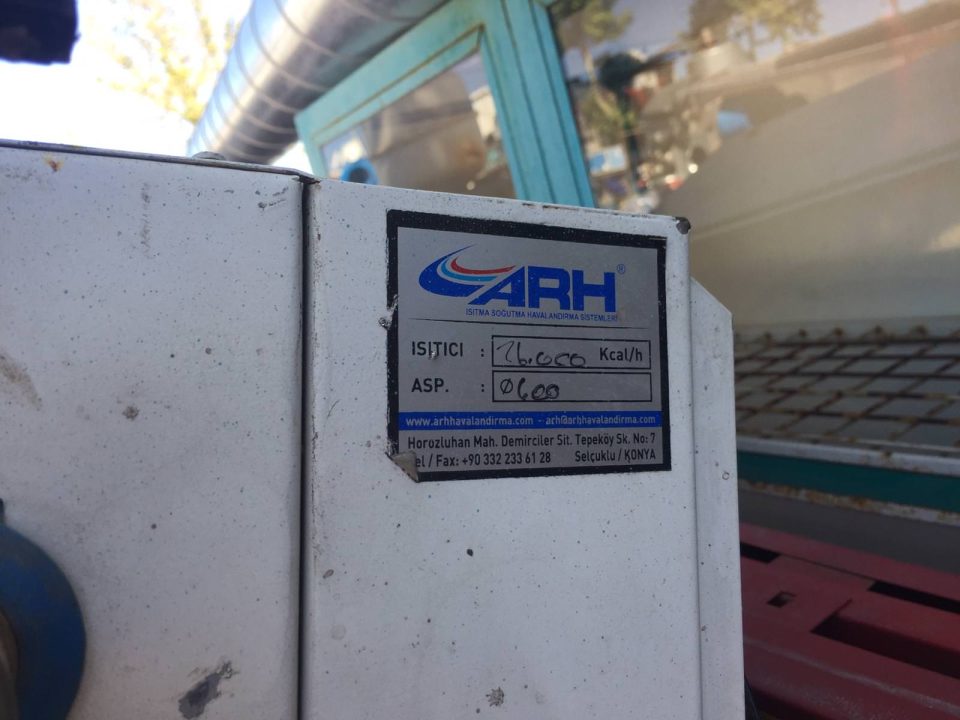 ARH®
ISITMA SOĞUTMA HAVALANDIRMA SİSTEMLERİ
ISITICI : 16.000 Kcal/h
ASP. : Ø600
www.arhhavalandirma.com - arh@arhhavalandirma.com
Horozluhan Mah. Demirciler Sit. Tepeköy Sk. No: 7
el / Fax: +90 332 233 61 28 Selçuklu / KONYA